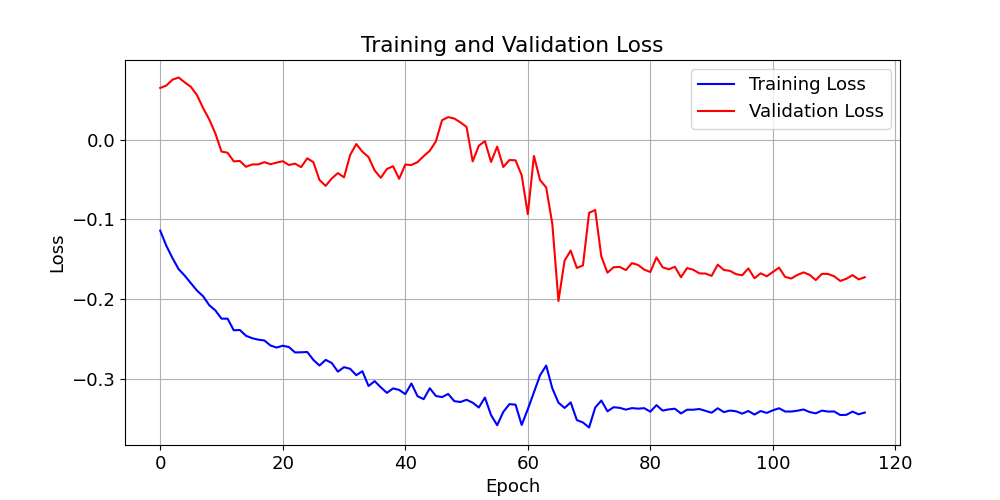 Training and Validation Loss
Training Loss
Validation Loss
0.0
−0.1
−0.2
−0.3
Loss
0 20 40 60 80 100 120
Epoch